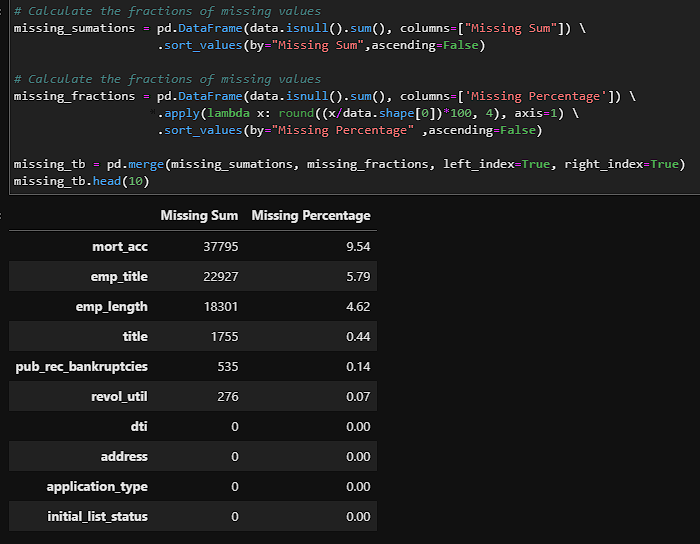 # Calculate the fractions of missing values
missing_sumations = pd.DataFrame(data.isnull().sum(), columns=["Missing Sum"]) \
.sort_values(by="Missing Sum",ascending=False)
# Calculate the fractions of missing values
missing_fractions = pd.DataFrame(data.isnull().sum(), columns=['Missing Percentage']) \
.apply(lambda x: round((x/data.shape[0])*100, 4), axis=1) \
.sort_values(by="Missing Percentage" ,ascending=False)
missing_tb = pd.merge(missing_sumations, missing_fractions, left_index=True, right_index=True)
missing_tb.head(10)
Missing Sum Missing Percentage
mort_acc 37795 9.54
emp_title 22927 5.79
emp_length 18301 4.62
title 1755 0.44
pub_rec_bankruptcies 535 0.14
revol_util 276 0.07
dti 0 0.00
address 0 0.00
application_type 0 0.00
initial_list_status 0 0.00